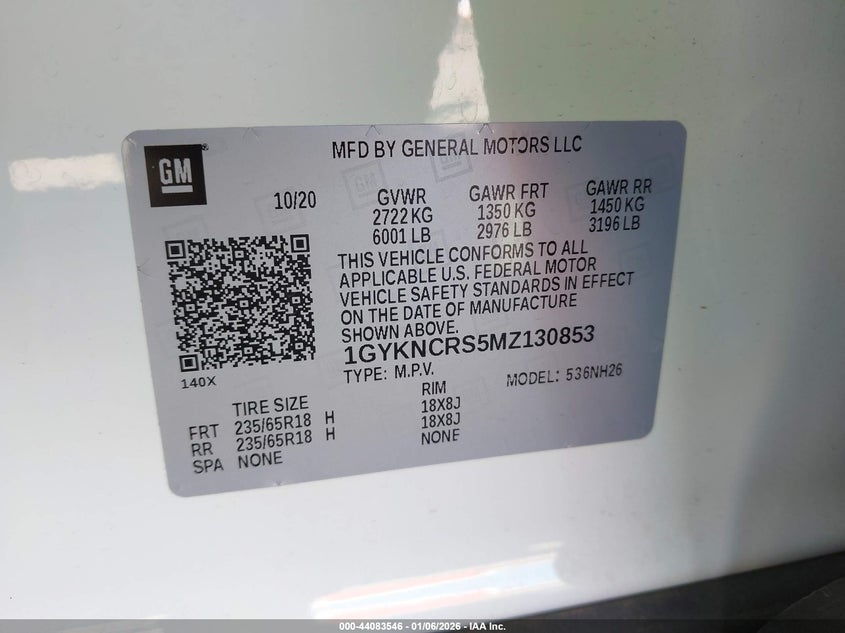 GM
MFD BY GENERAL MOTORS LLC
10/20
GVWR
2722 KG
6001 LB
GAWR FRT
1350 KG
2976 LB
GAWR RR
1450 KG
3196 LB
THIS VEHICLE CONFORMS TO ALL
APPLICABLE U.S. FEDERAL MOTOR
VEHICLE SAFETY STANDARDS IN EFFECT
ON THE DATE OF MANUFACTURE
SHOWN ABOVE.
1GYKNCRS5MZ130853
TYPE: M.P.V.
MODEL: 536NH26
140X
TIRE SIZE RIM
FRT 235/65R18 H 18X8J
RR 235/65R18 H 18X8J
SPA NONE NONE
000-44083546 - 01/06/2026 - IAA Inc.